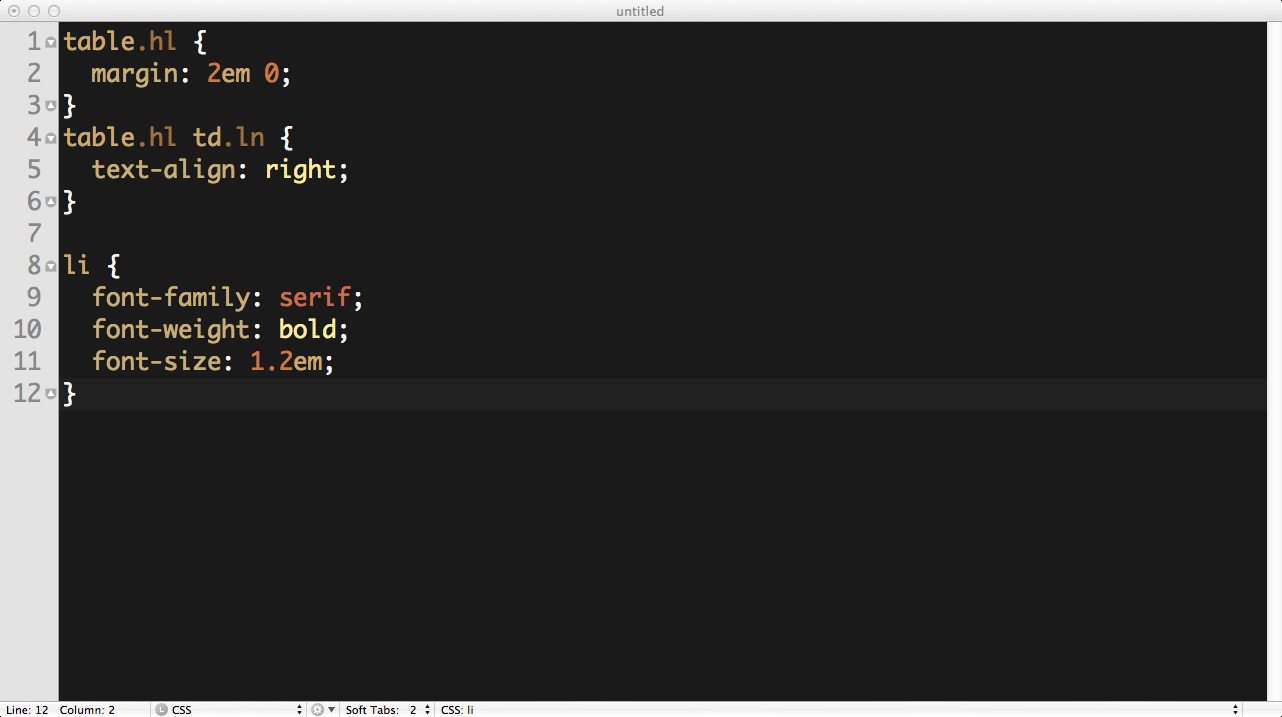 untitled
1 table.hl {
2   margin: 2em 0;
3 }
4 table.hl td.ln {
5   text-align: right;
6 }
7
8 li {
9   font-family: serif;
10   font-weight: bold;
11   font-size: 1.2em;
12 }
Line: 12 Column: 2 L CSS Soft Tabs: 2 CSS: li